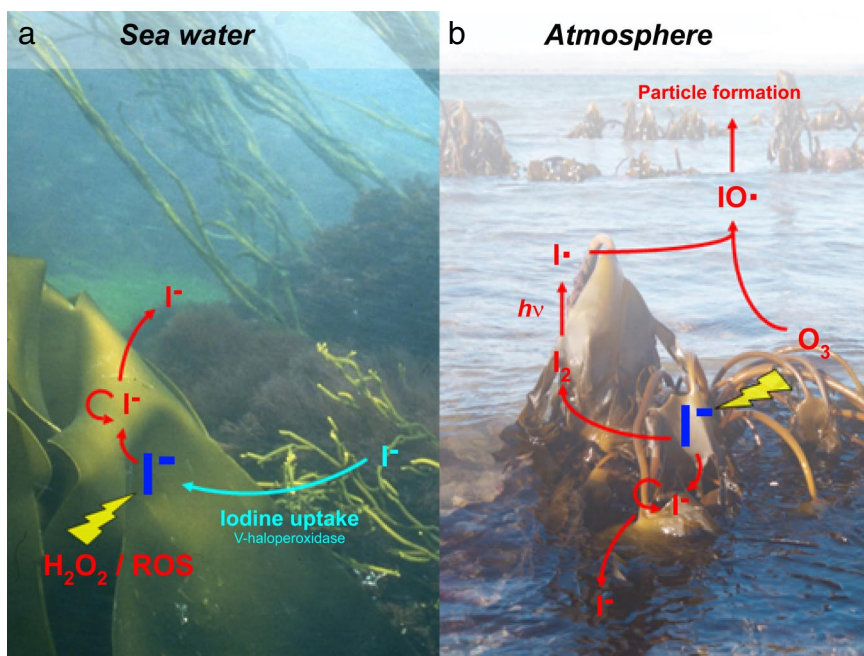 a
Sea water
I⁻
I⁻
I⁻
I⁻
Iodine uptake
V-haloperoxidase
H₂O₂ / ROS
b
Atmosphere
Particle formation
IO·
I·
hν
O₃
I₂
I⁻
I⁻
I⁻